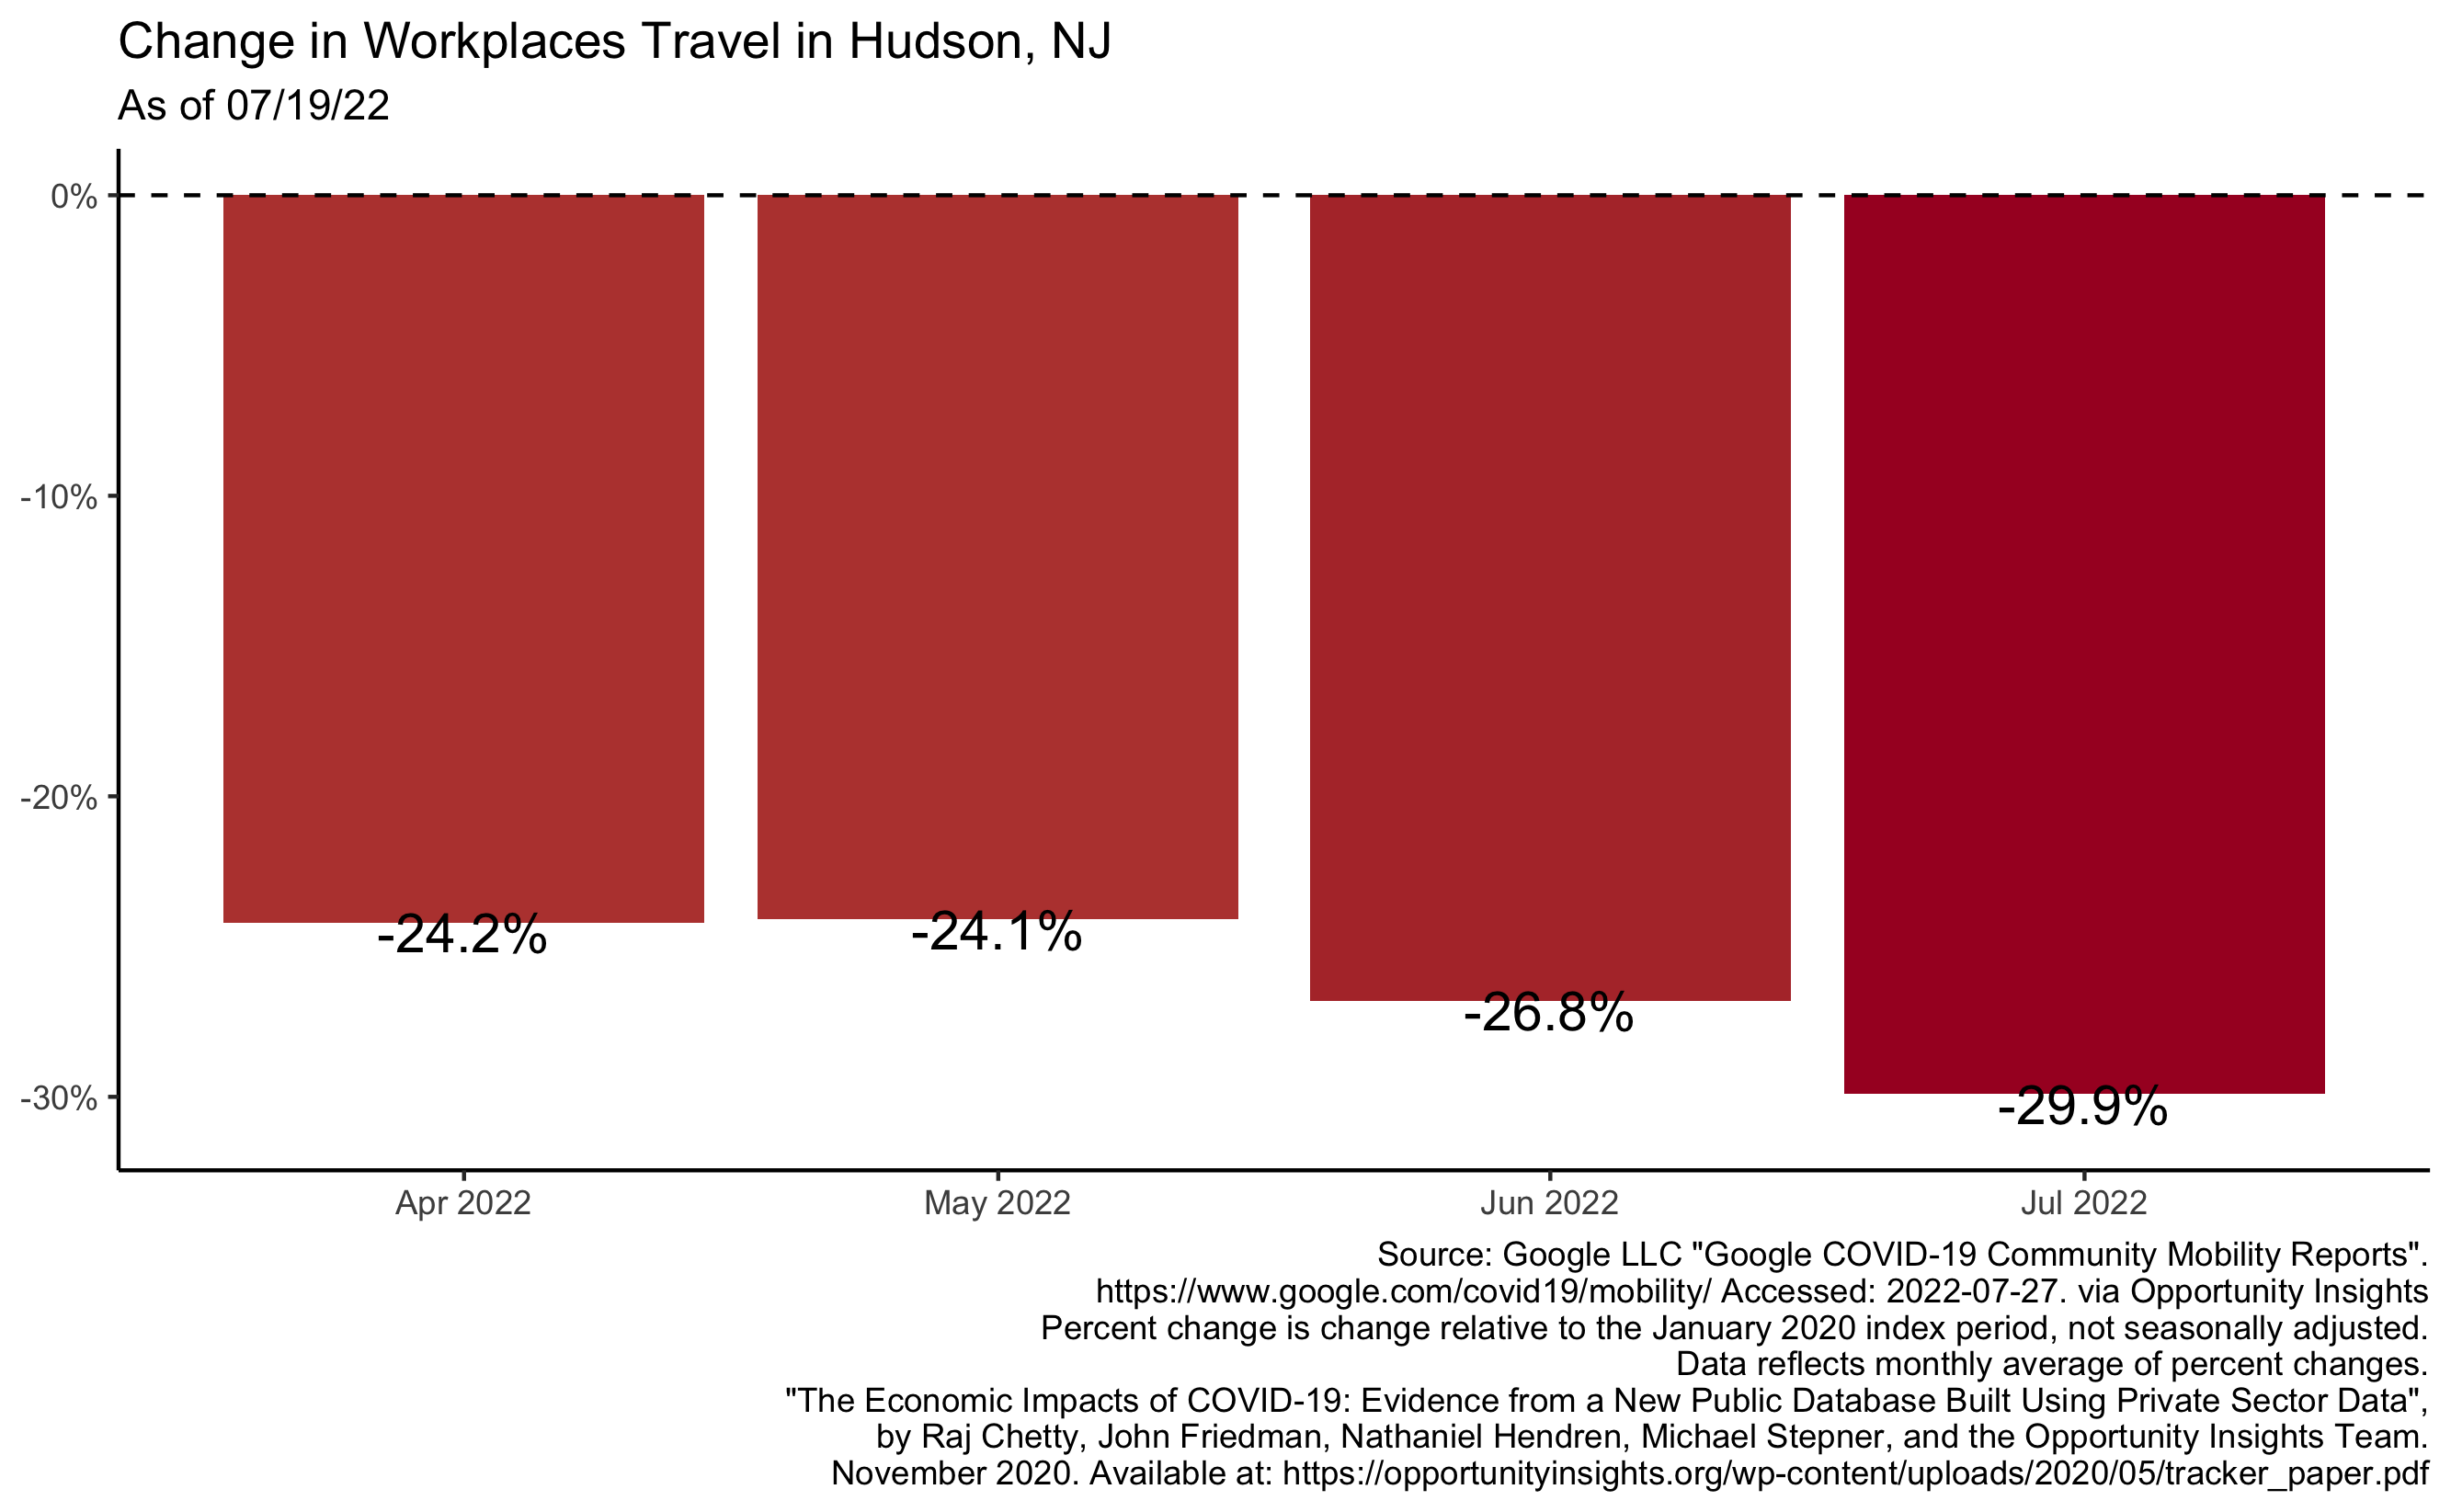 Change in Workplaces Travel in Hudson, NJ
As of 07/19/22
0%
-10%
-20%
-30%
-24.2%
-24.1%
-26.8%
-29.9%
Apr 2022
May 2022
Jun 2022
Jul 2022
Source: Google LLC "Google COVID-19 Community Mobility Reports".
https://www.google.com/covid19/mobility/ Accessed: 2022-07-27. via Opportunity Insights
Percent change is change relative to the January 2020 index period, not seasonally adjusted.
Data reflects monthly average of percent changes.
"The Economic Impacts of COVID-19: Evidence from a New Public Database Built Using Private Sector Data",
by Raj Chetty, John Friedman, Nathaniel Hendren, Michael Stepner, and the Opportunity Insights Team.
November 2020. Available at: https://opportunityinsights.org/wp-content/uploads/2020/05/tracker_paper.pdf